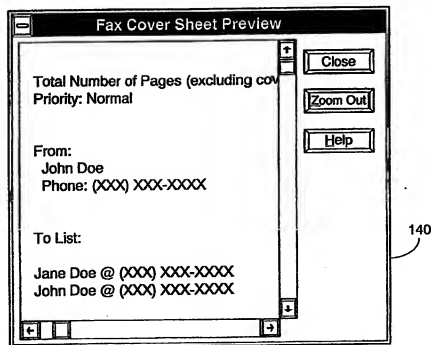 Fax Cover Sheet Preview
Total Number of Pages (excluding cov
Priority: Normal
From:
John Doe
Phone: (XXX) XXX-XXXX
To List:
Jane Doe @ (XXX) XXX-XXXX
John Doe @ (XXX) XXX-XXXX
Close
Zoom Out
Help
140